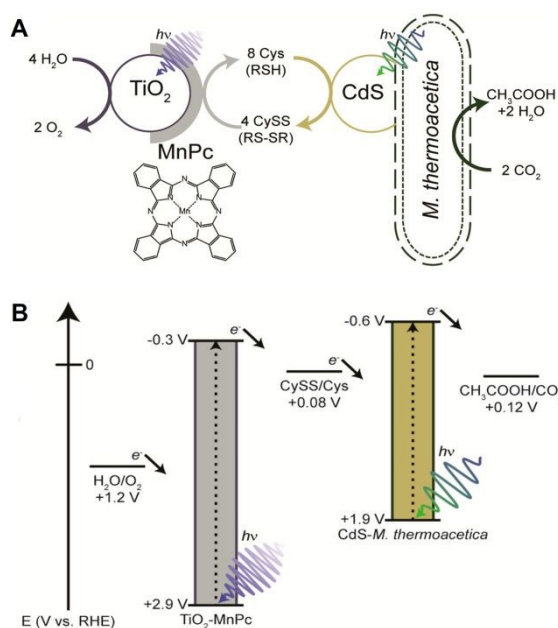 A
hν
hν
4 H₂O
8 Cys
(RSH)
TiO₂
CdS
M. thermoacetica
CH₃COOH
+2 H₂O
2 O₂
4 CySS
(RS-SR)
2 CO₂
MnPc
N
N
N
N
N
Mn
N
N
N
B
0
-0.3 V
e⁻
-0.6 V
e⁻
CySS/Cys
+0.08 V
e⁻
CH₃COOH/CO
+0.12 V
e⁻
H₂O/O₂
+1.2 V
hν
hν
+1.9 V
CdS-M. thermoacetica
+2.9 V
TiO₂-MnPc
E (V vs. RHE)